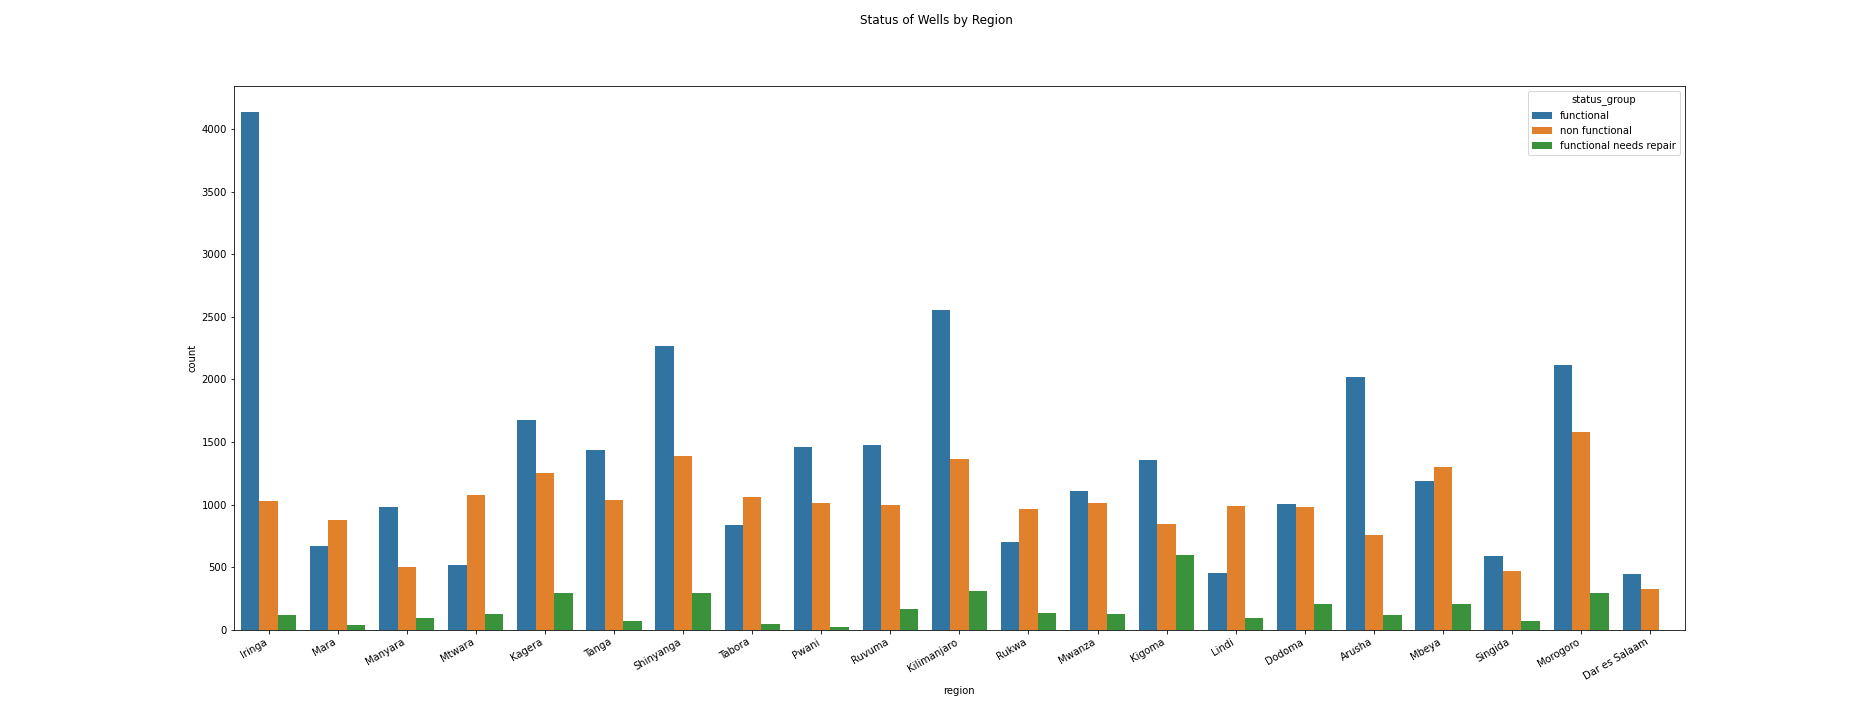 Status of Wells by Region
status_group
functional
non functional
functional needs repair
4000
3500
3000
2500
2000
1500
1000
500
0
count
Iringa
Mara
Manyara
Mtwara
Kagera
Tanga
Shinyanga
Tabora
Pwani
Ruvuma
Kilimanjaro
Rukwa
Mwanza
Kigoma
Lindi
Dodoma
Arusha
Mbeya
Singida
Morogoro
Dar es Salaam
region